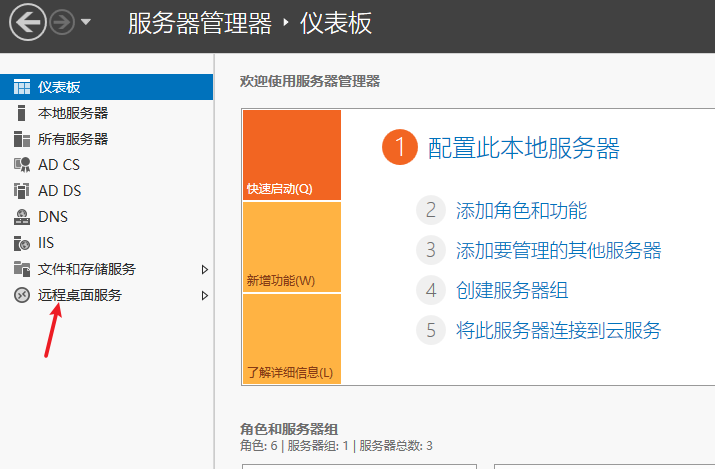 服务器管理器 ‣ 仪表板
仪表板
本地服务器
所有服务器
AD CS
AD DS
DNS
IIS
文件和存储服务
远程桌面服务
欢迎使用服务器管理器
快速启动(Q)
新增功能(W)
了解详细信息(L)
1 配置此本地服务器
2 添加角色和功能
3 添加要管理的其他服务器
4 创建服务器组
5 将此服务器连接到云服务
角色和服务器组
角色: 6 | 服务器组: 1 | 服务器总数: 3